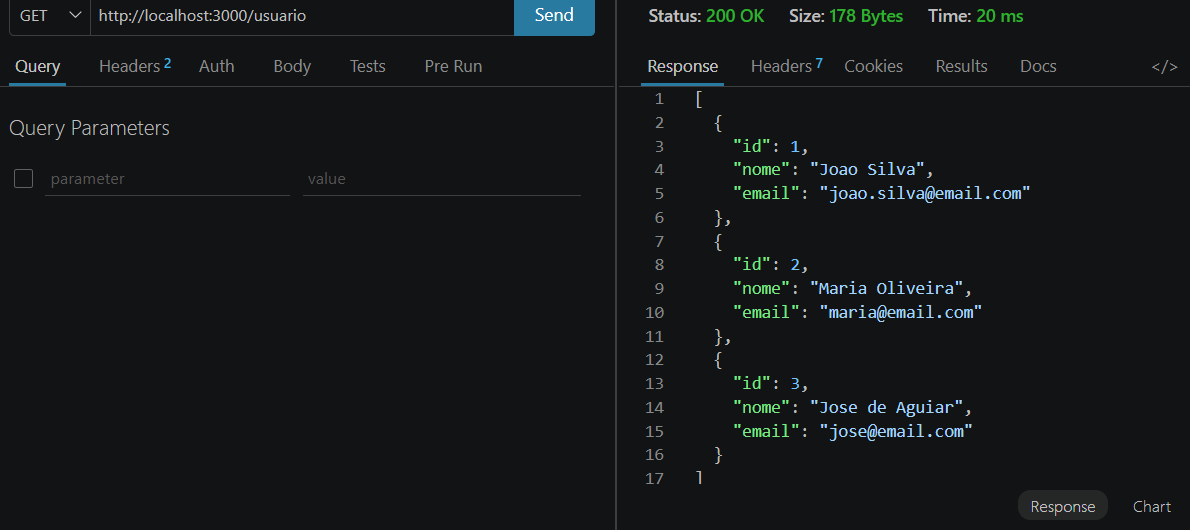 GET http://localhost:3000/usuario Send
Query Headers 2 Auth Body Tests Pre Run
Query Parameters
parameter value
Status: 200 OK Size: 178 Bytes Time: 20 ms
Response Headers 7 Cookies Results Docs </>
1 [
2 {
3 "id": 1,
4 "nome": "Joao Silva",
5 "email": "joao.silva@email.com"
6 },
7 {
8 "id": 2,
9 "nome": "Maria Oliveira",
10 "email": "maria@email.com"
11 },
12 {
13 "id": 3,
14 "nome": "Jose de Aguiar",
15 "email": "jose@email.com"
16 }
17 ]
Response Chart